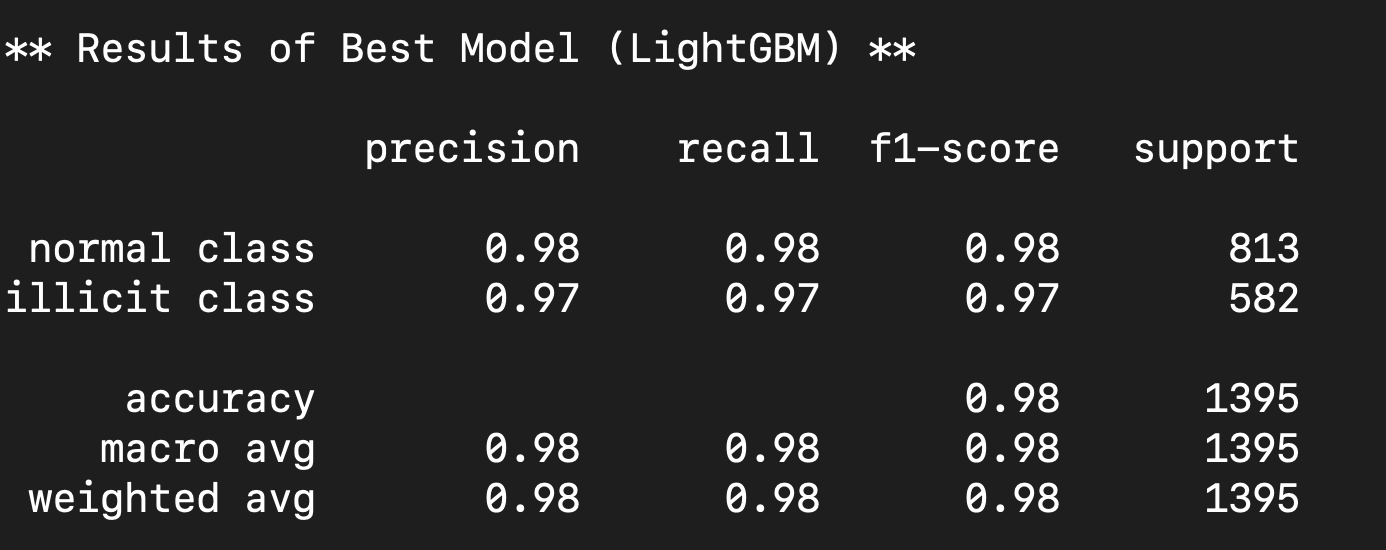 ** Results of Best Model (LightGBM) **
precision recall f1-score support
normal class 0.98 0.98 0.98 813
illicit class 0.97 0.97 0.97 582
accuracy 0.98 1395
macro avg 0.98 0.98 0.98 1395
weighted avg 0.98 0.98 0.98 1395